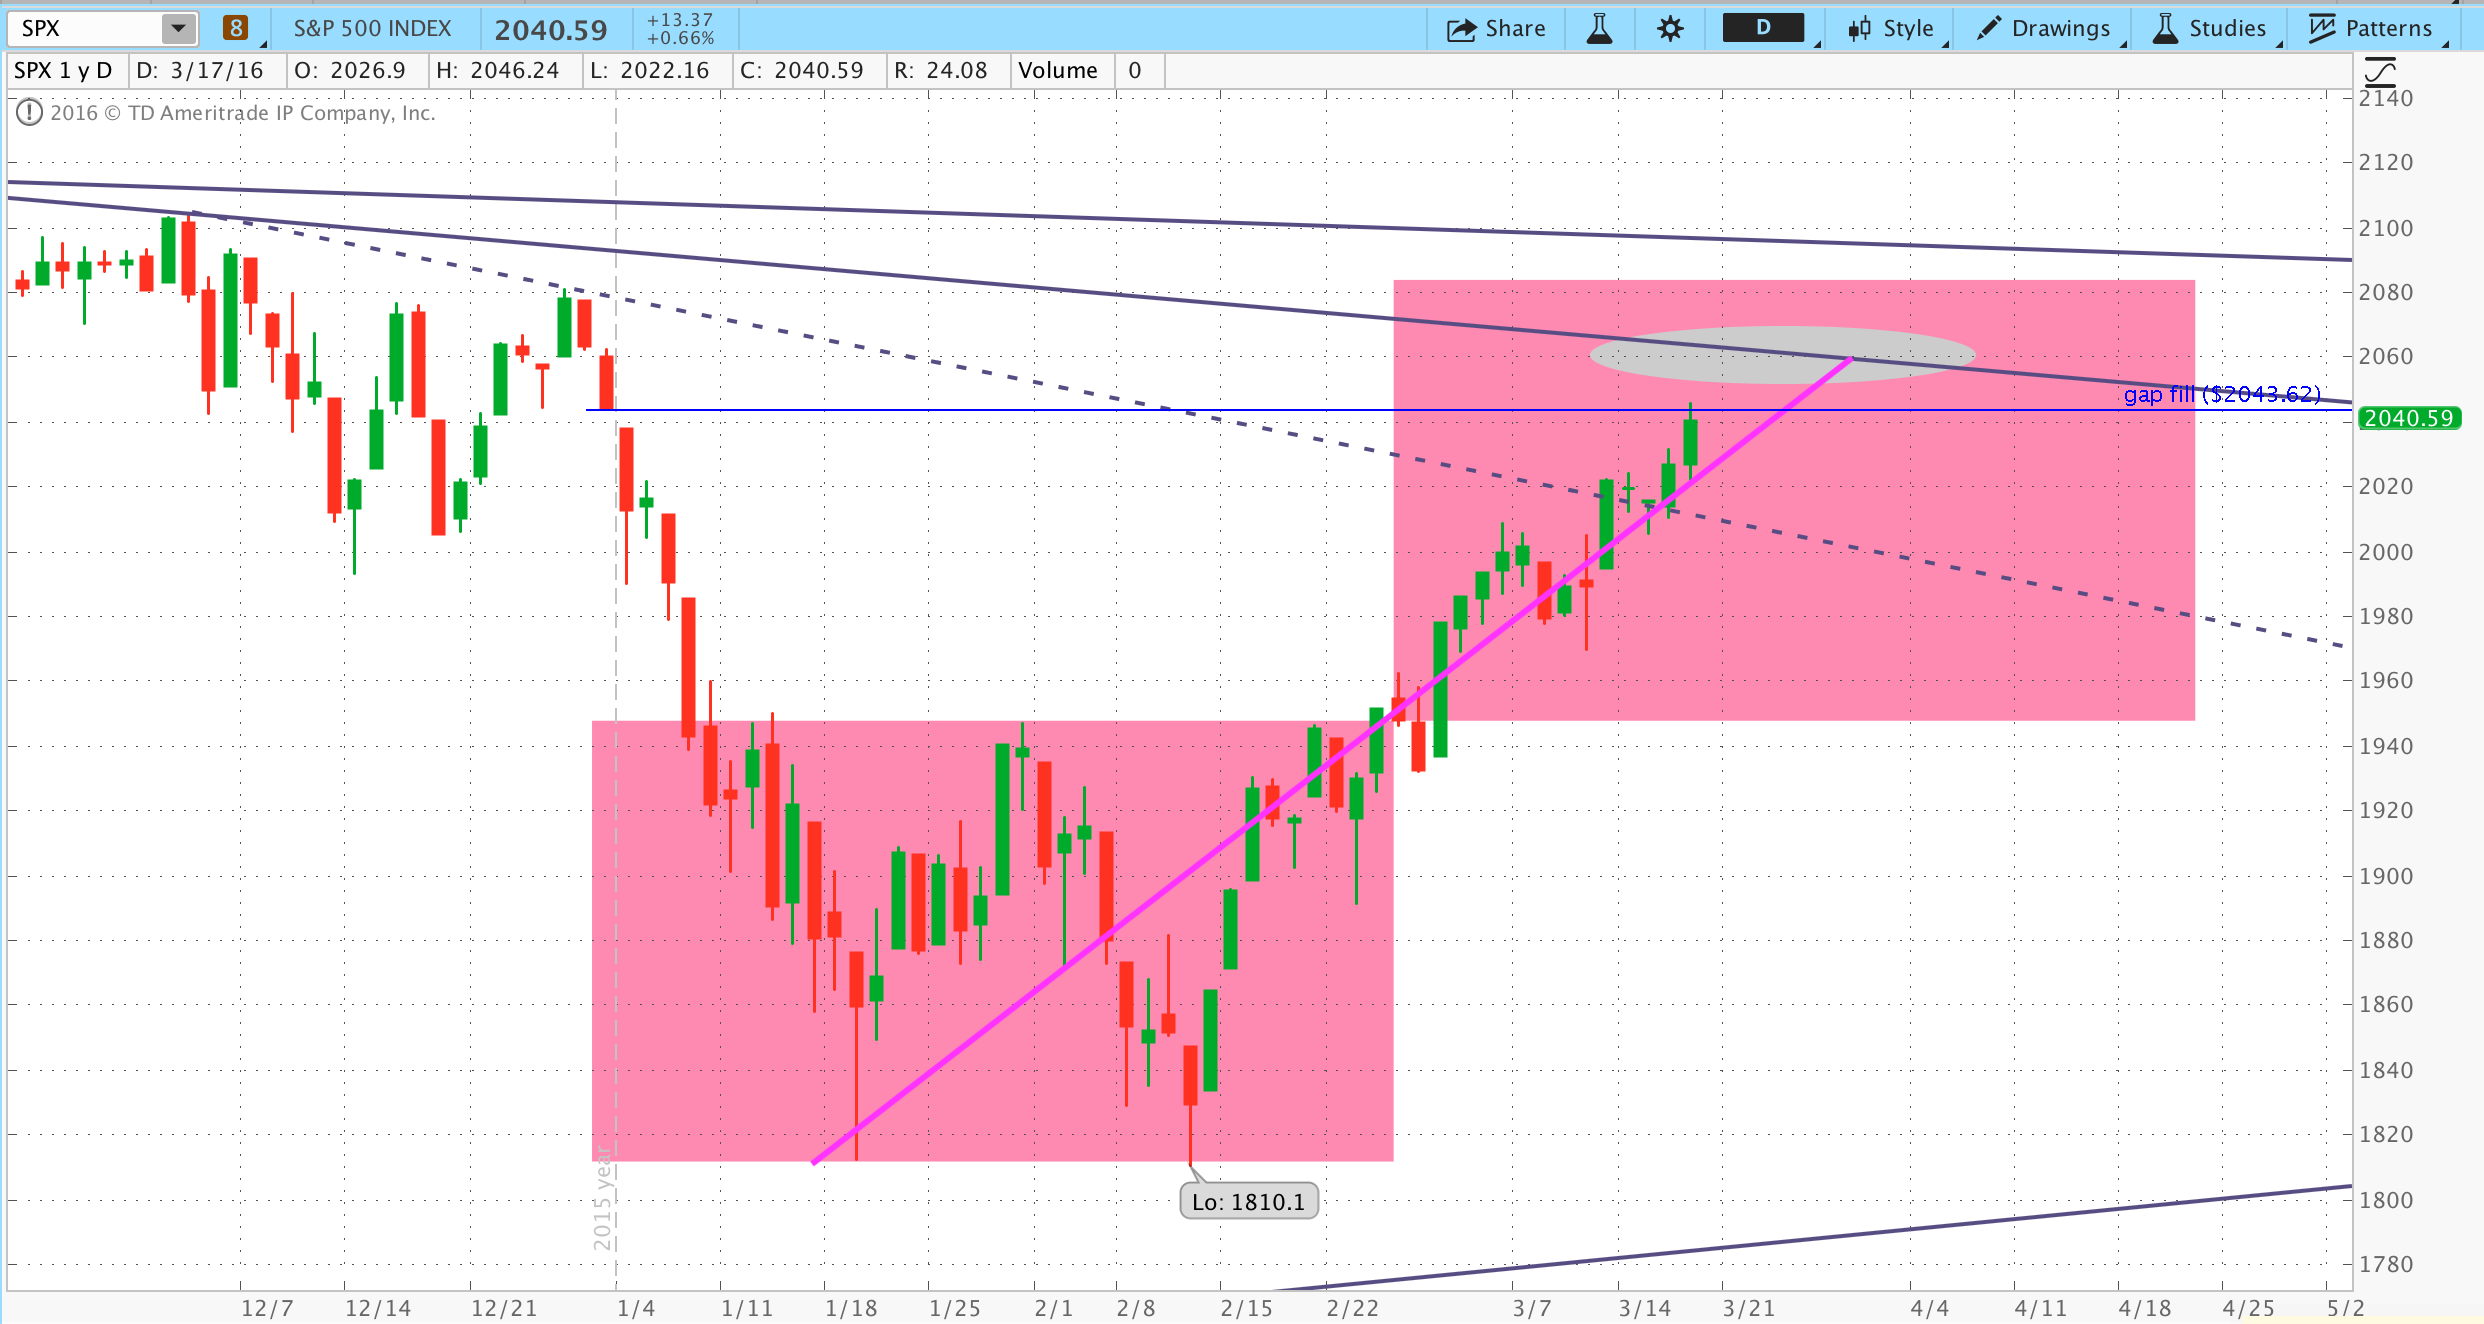 SPX 8 S&P 500 INDEX 2040.59 +13.37 +0.66% Share D Style Drawings Studies Patterns
SPX 1 y D D: 3/17/16 O: 2026.9 H: 2046.24 L: 2022.16 C: 2040.59 R: 24.08 Volume 0
2016 © TD Ameritrade IP Company, Inc.
2140
2120
2100
2080
2060
gap fill ($2043.62)
2040.59
2020
2000
1980
1960
1940
1920
1900
1880
1860
1840
1820
2015 year
Lo: 1810.1
1800
1780
12/7 12/14 12/21 1/4 1/11 1/18 1/25 2/1 2/8 2/15 2/22 3/7 3/14 3/21 4/4 4/11 4/18 4/25 5/2